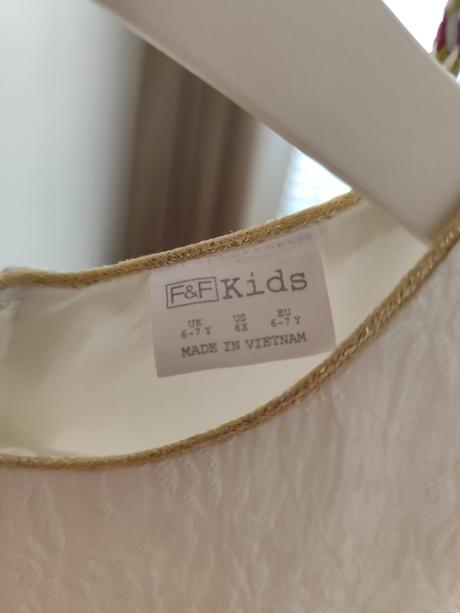 F&F Kids
UK US EU
6-7 Y 6X 6-7 Y
MADE IN VIETNAM